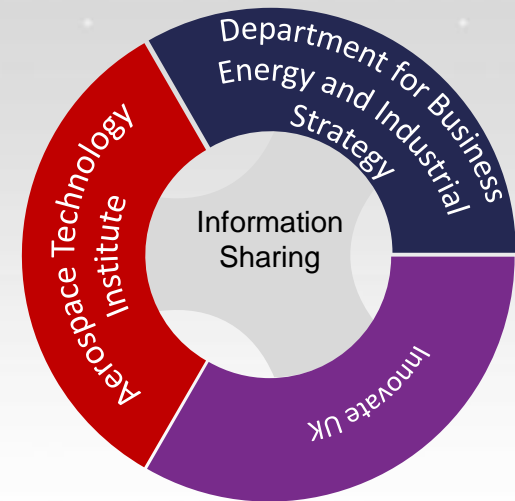 Department for Business
Energy and Industrial
Strategy
Aerospace Technology
Institute
Information
Sharing
Innovate UK